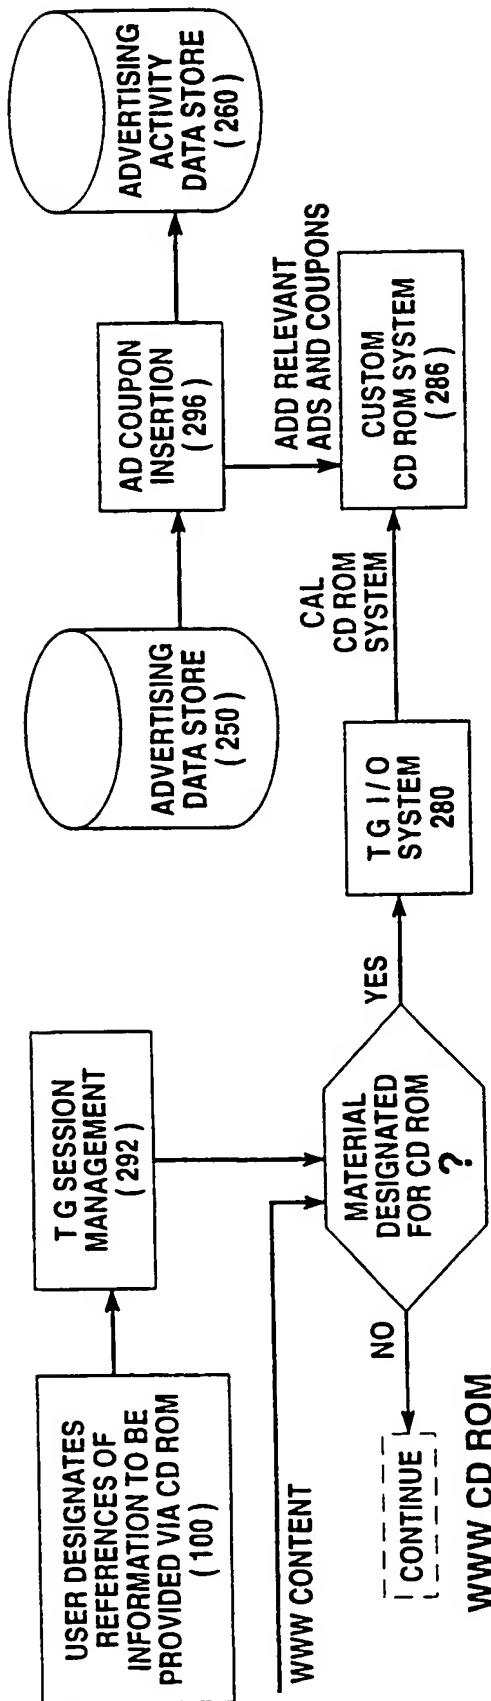 USER DESIGNATES
REFERENCES OF
INFORMATION TO BE
PROVIDED VIA CD ROM
(100)
T G SESSION
MANAGEMENT
(292)
WWW CONTENT
MATERIAL
DESIGNATED
FOR CD ROM
?
NO
CONTINUE
YES
T G I/O
SYSTEM
280
CAL
CD ROM
SYSTEM
ADVERTISING
DATA STORE
(250)
AD COUPON
INSERTION
(296)
ADVERTISING
ACTIVITY
DATA STORE
(260)
ADD RELEVANT
ADS AND COUPONS
CUSTOM
CD ROM SYSTEM
(286)
WWW CD ROM